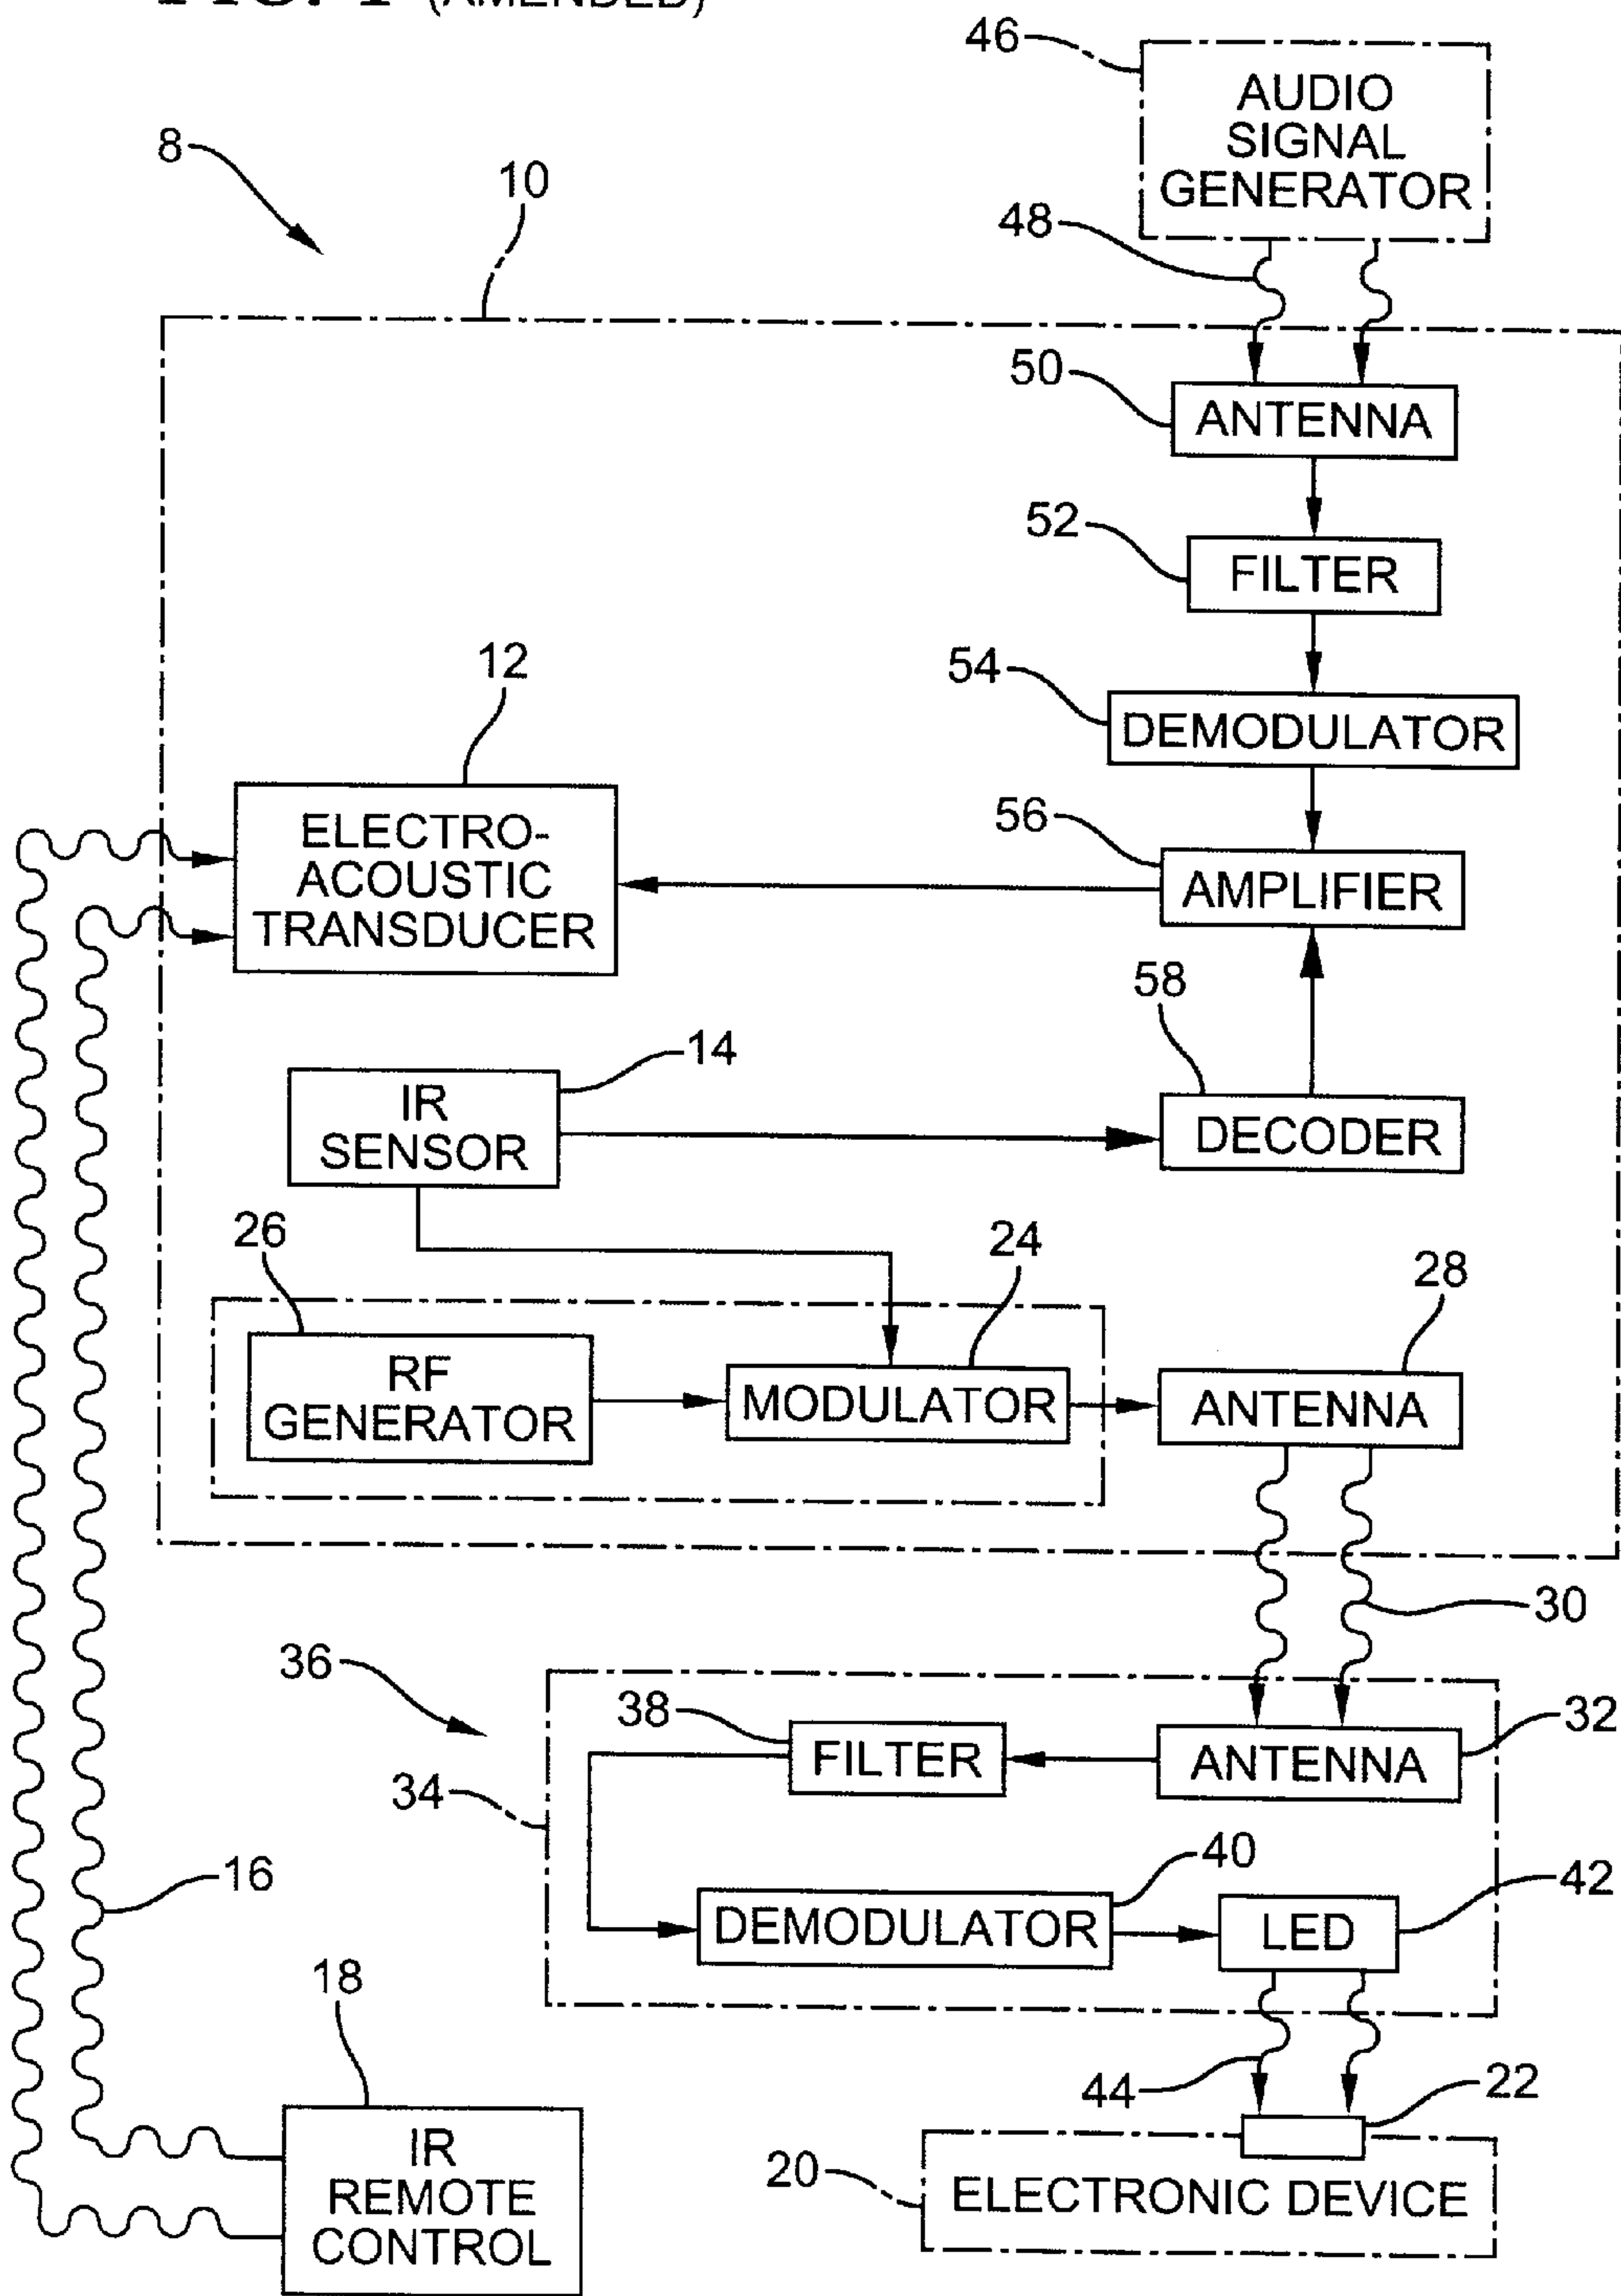 FIG. 1 (AMENDED)
46
AUDIO
SIGNAL
GENERATOR
8
10
48
50
ANTENNA
52
FILTER
54
DEMODULATOR
12
ELECTRO-
ACOUSTIC
TRANSDUCER
56
AMPLIFIER
58
14
IR
SENSOR
DECODER
26
24
28
RF
GENERATOR
MODULATOR
ANTENNA
30
36
38
FILTER
32
ANTENNA
34
16
40
DEMODULATOR
42
LED
18
44
22
IR
REMOTE
CONTROL
20
ELECTRONIC DEVICE